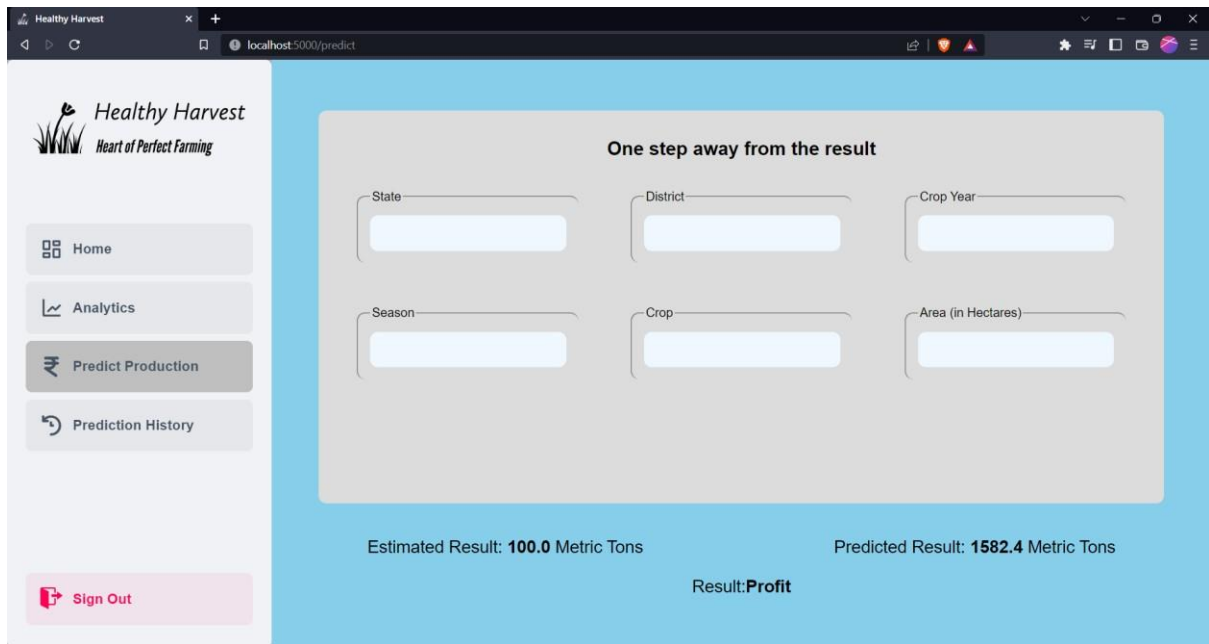 Healthy Harvest
localhost:5000/predict
Healthy Harvest
Heart of Perfect Farming
Home
Analytics
Predict Production
Prediction History
Sign Out
One step away from the result
State District Crop Year
Season Crop Area (in Hectares)
Estimated Result: 100.0 Metric Tons Predicted Result: 1582.4 Metric Tons
Result:Profit